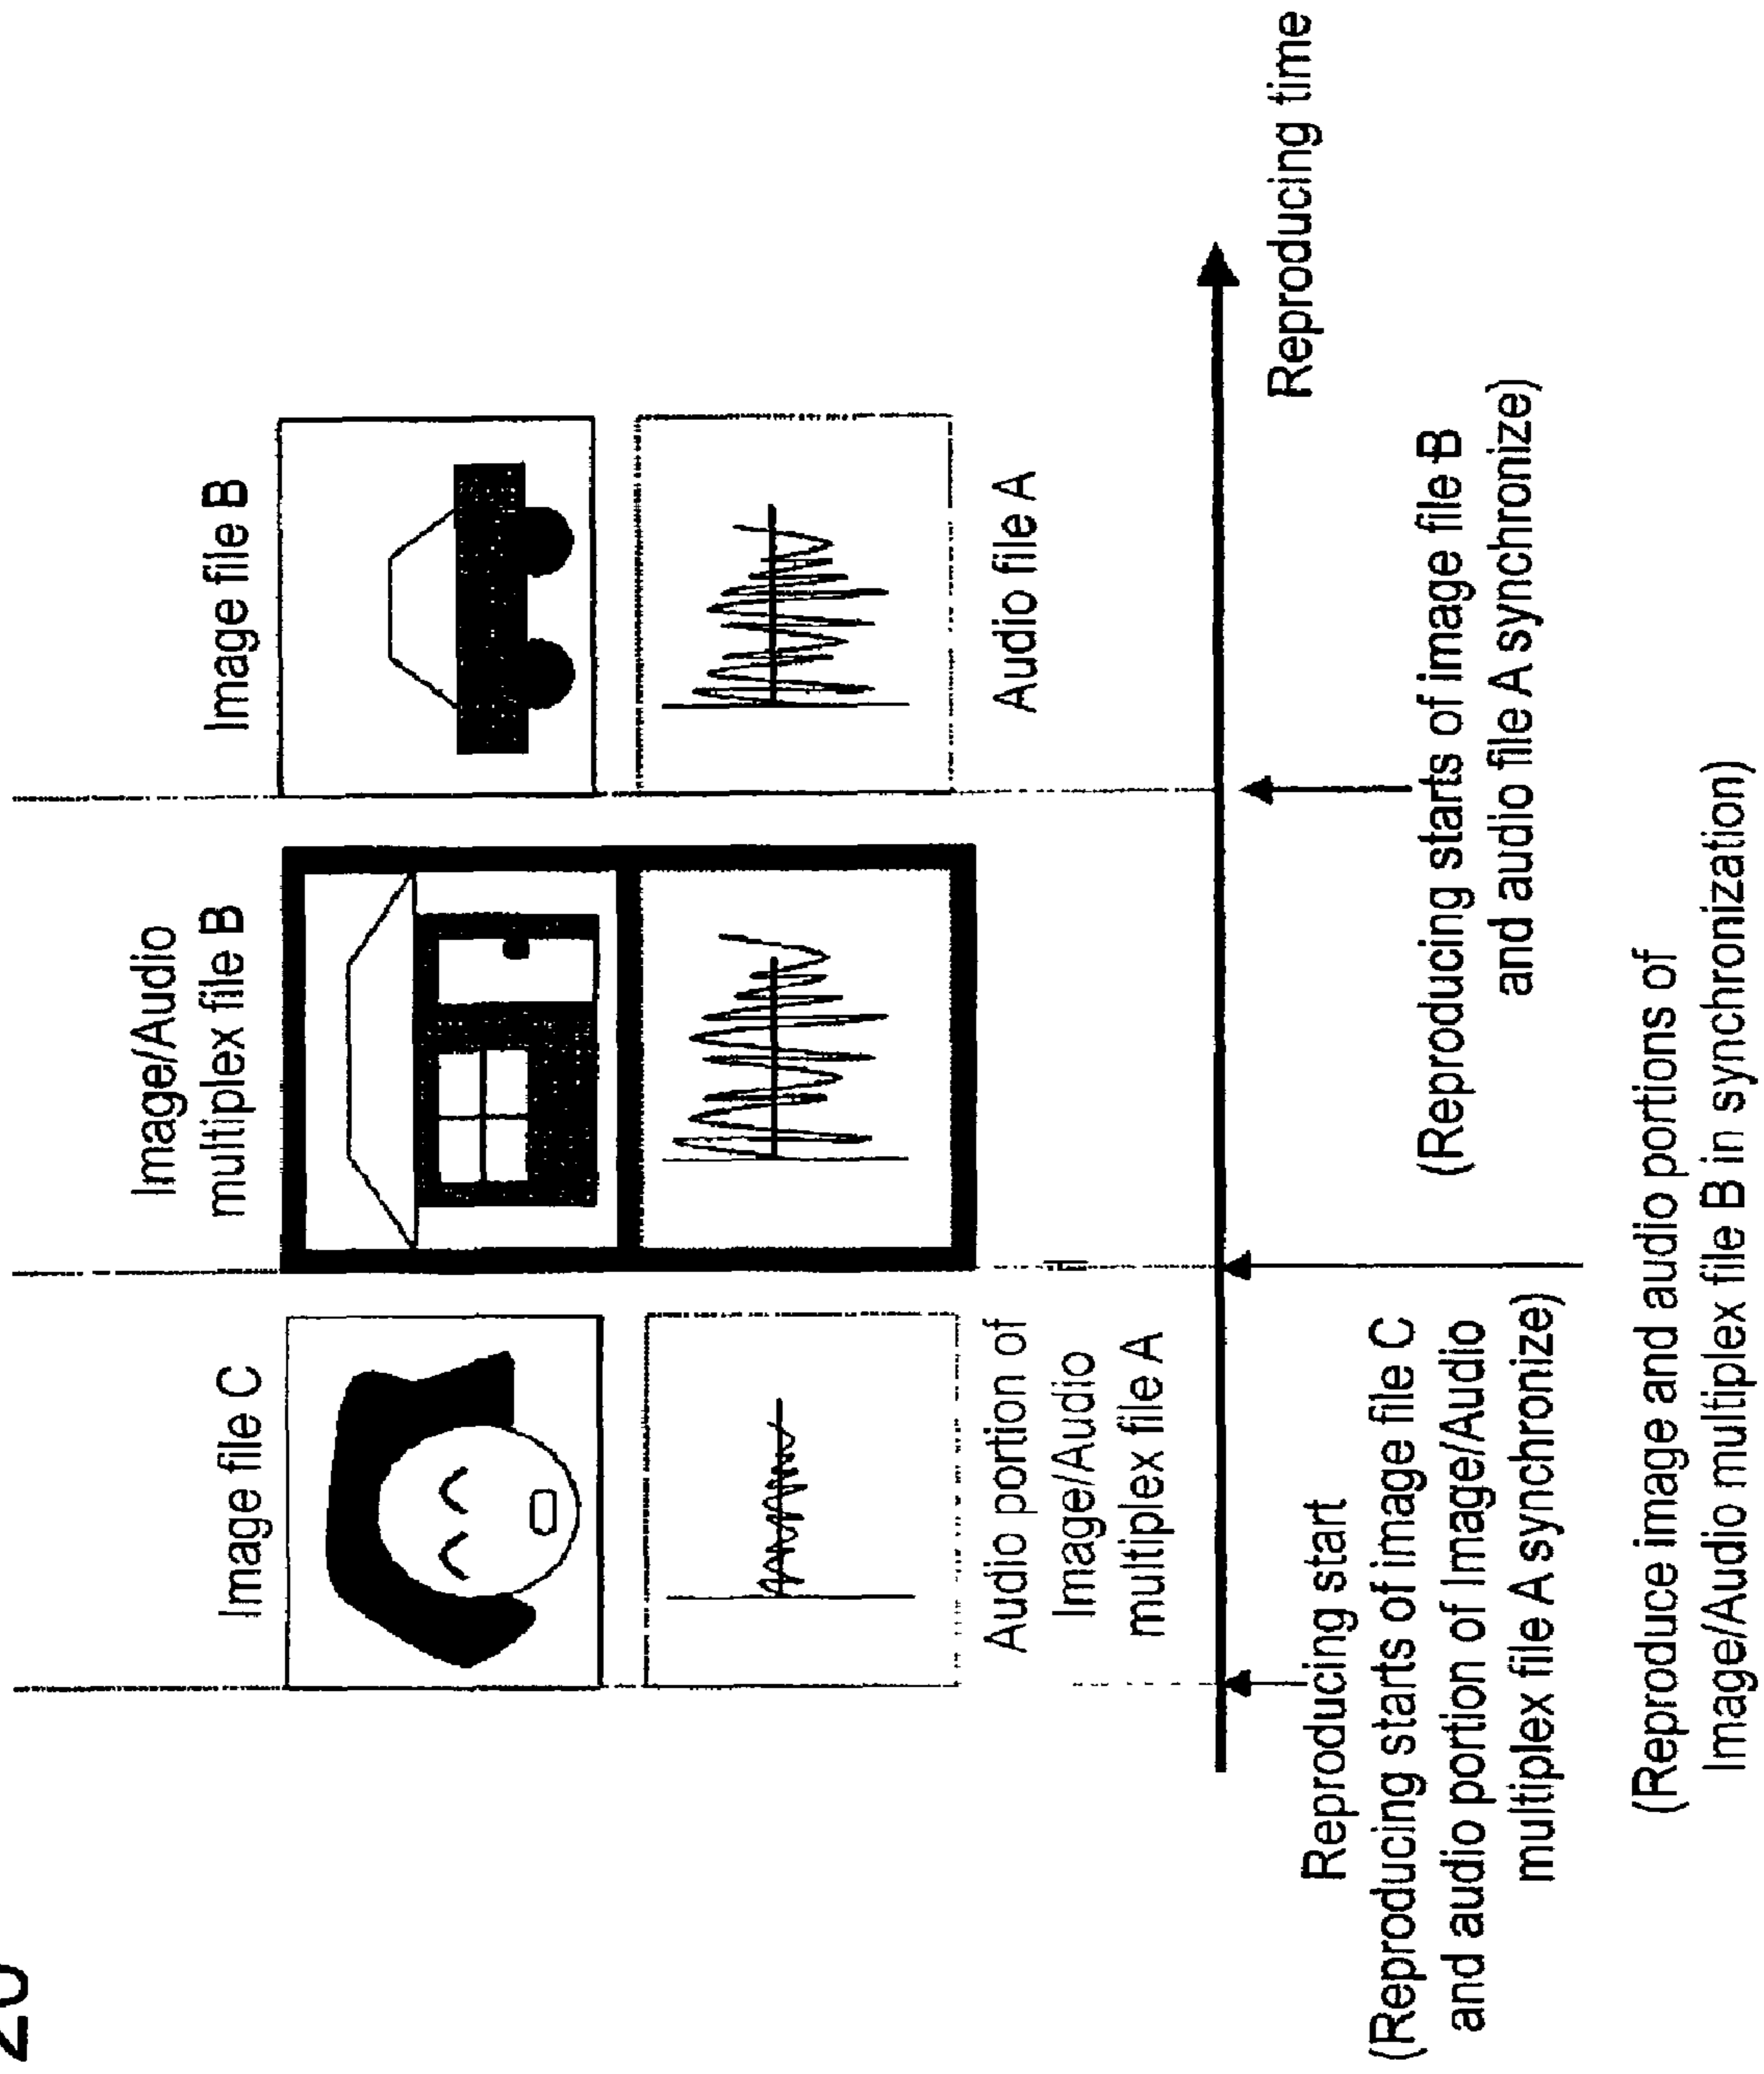 20
Image file C
Image/Audio
multiplex file B
Image file B
Audio portion of
Image/Audio
multiplex file A
Audio file A
Reproducing time
Reproducing start
(Reproducing starts of image file C
and audio portion of Image/Audio
multiplex file A synchronize)
(Reproducing starts of image file B
and audio file A synchronize)
(Reproduce image and audio portions of
Image/Audio multiplex file B in synchronization)